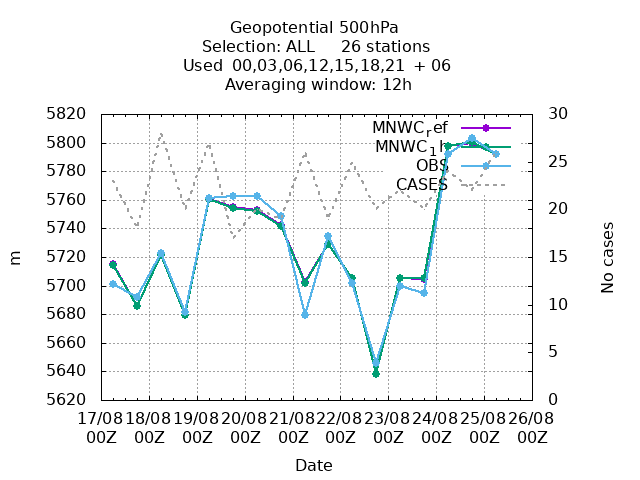 Geopotential 500hPa
Selection: ALL 26 stations
Used 00,03,06,12,15,18,21 + 06
Averaging window: 12h
5820
5800
5780
5760
5740
5720
5700
5680
5660
5640
5620
m
30
25
20
15
10
5
0
No cases
MNWC_ref
MNWC_1h
OBS
CASES
17/08 18/08 19/08 20/08 21/08 22/08 23/08 24/08 25/08 26/08
00Z 00Z 00Z 00Z 00Z 00Z 00Z 00Z 00Z 00Z
Date